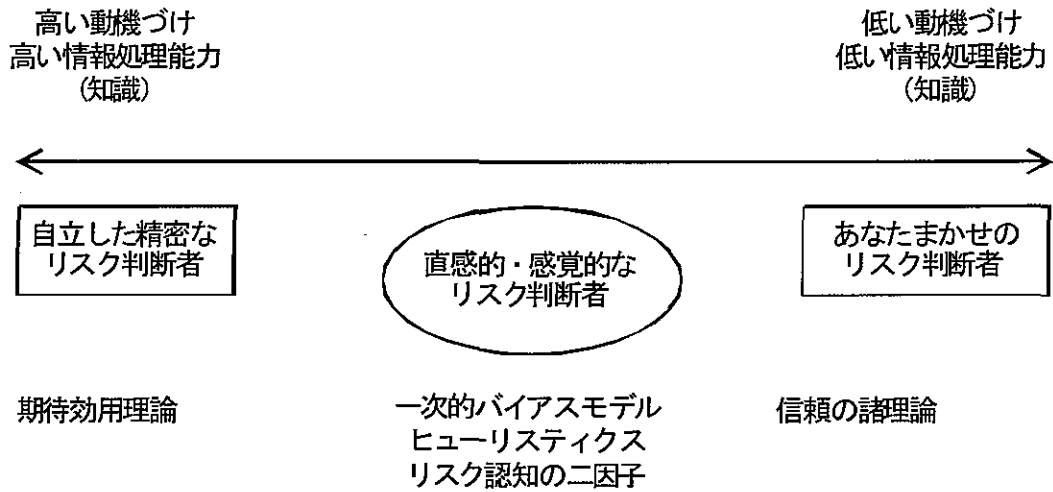 高い動機づけ
高い情報処理能力
(知識)
低い動機づけ
低い情報処理能力
(知識)
自立した精密な
リスク判断者
直感的・感覚的な
リスク判断者
あなたまかせの
リスク判断者
期待効用理論
一次的バイアスモデル
ヒューリスティクス
リスク認知の二因子
信頼の諸理論